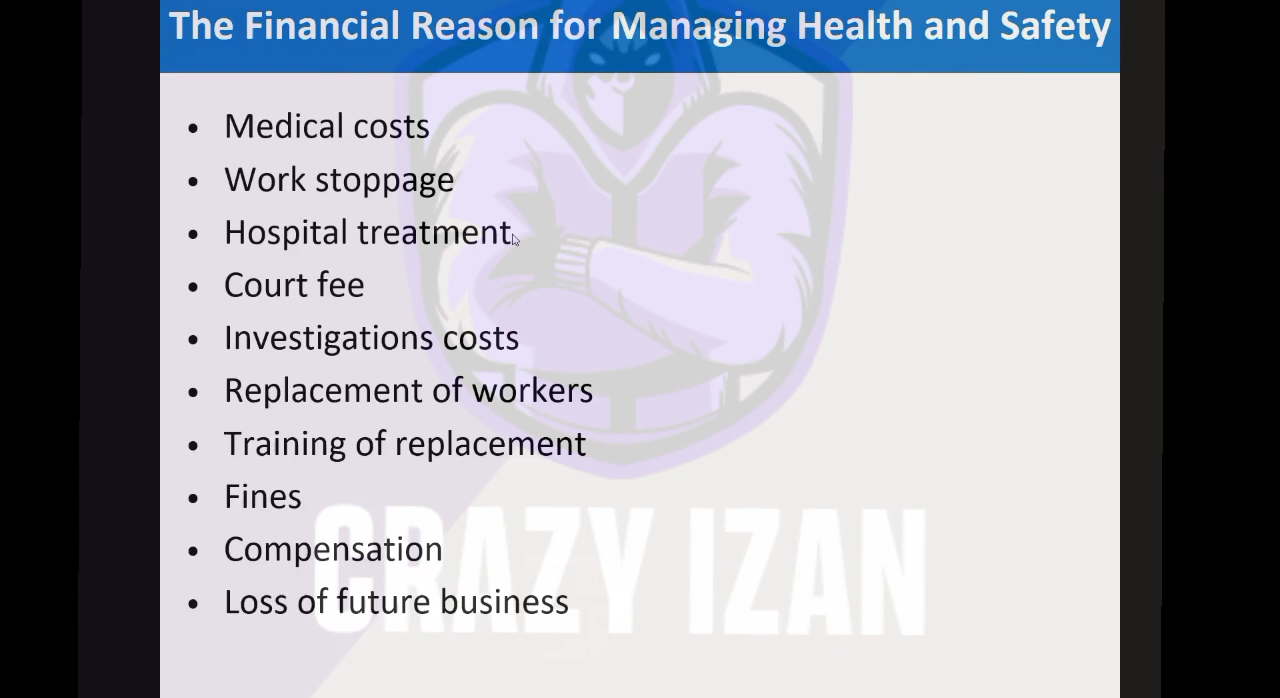 The Financial Reason for Managing Health and Safety
• Medical costs
• Work stoppage
• Hospital treatment
• Court fee
• Investigations costs
• Replacement of workers
• Training of replacement
• Fines
• Compensation
• Loss of future business
CRAZY IZAN